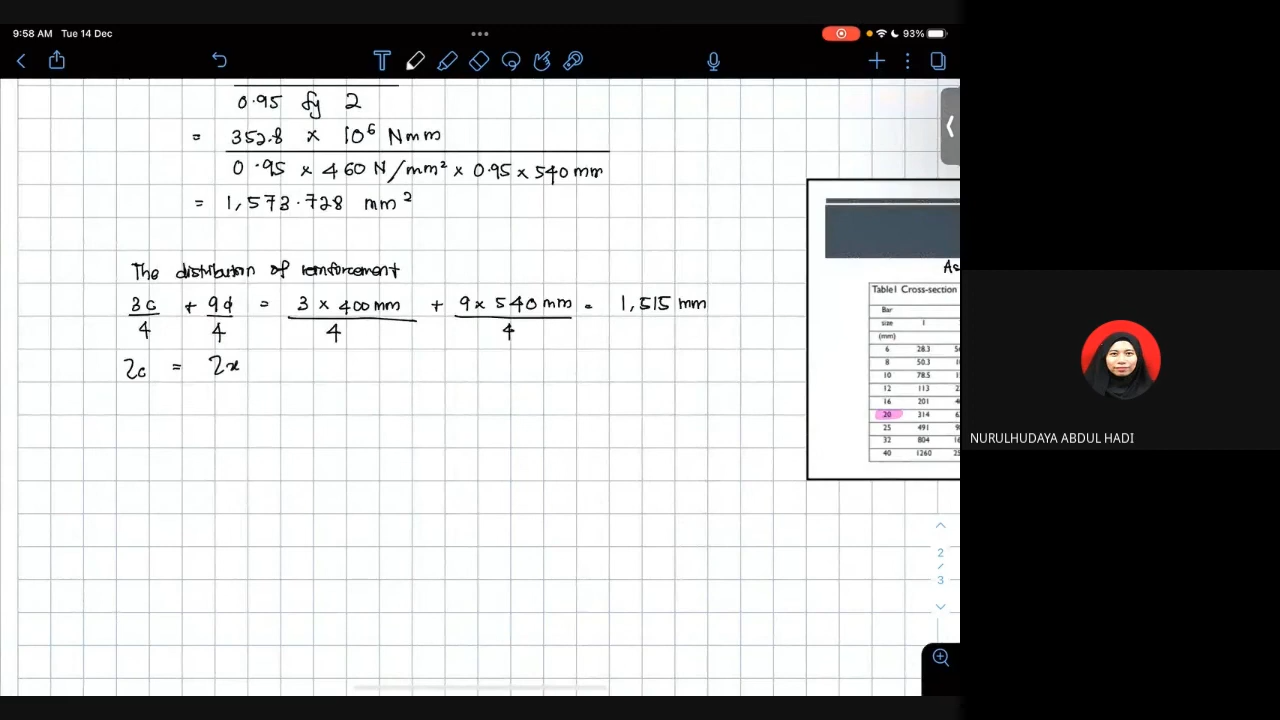 9:58 AM Tue 14 Dec
93%
0.95 fy z
= 352.8 × 10⁶ Nmm
0.95 × 460 N/mm² × 0.95 × 540 mm
= 1,573.728 mm²
The distribution of reinforcement
3c/4 + 9d/4 = 3 × 400 mm/4 + 9 × 540 mm/4 = 1,515 mm
lc = lx
As
Table1 Cross-section
Bar
size 1
(mm)
6 28.3
8 50.3
10 78.5
12 113
16 201
20 314
25 491
32 804
40 1260
2
/
3
NURULHUDAYA ABDUL HADI